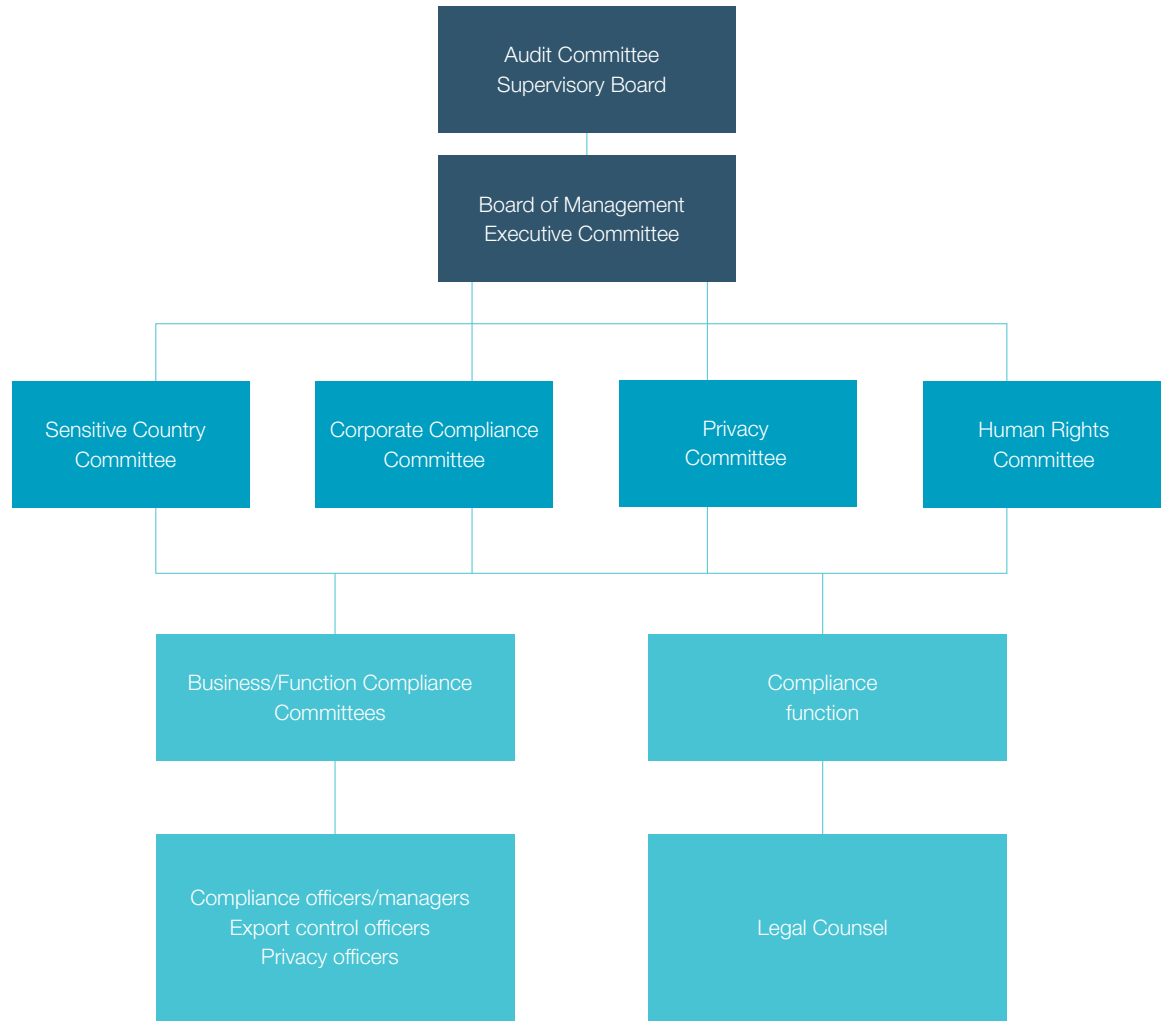 Audit Committee
Supervisory Board
Board of Management
Executive Committee
Sensitive Country
Committee
Corporate Compliance
Committee
Privacy
Committee
Human Rights
Committee
Business/Function Compliance
Committees
Compliance
function
Compliance officers/managers
Export control officers
Privacy officers
Legal Counsel